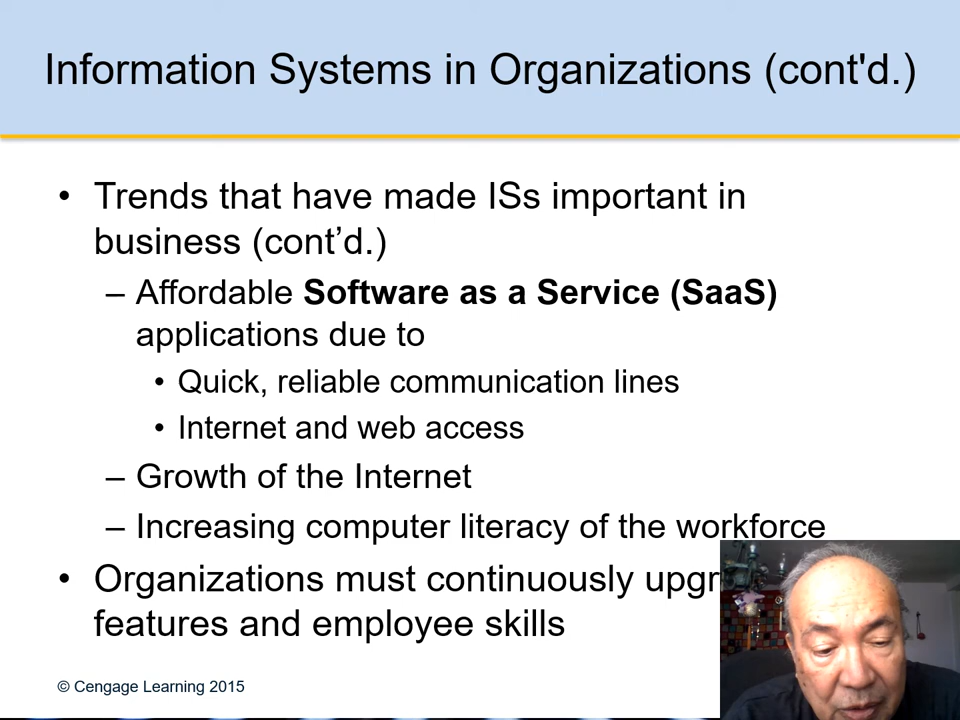 Information Systems in Organizations (cont'd.)
• Trends that have made ISs important in
business (cont’d.)
– Affordable Software as a Service (SaaS)
applications due to
• Quick, reliable communication lines
• Internet and web access
– Growth of the Internet
– Increasing computer literacy of the workforce
• Organizations must continuously
features and employee skills
© Cengage Learning 2015